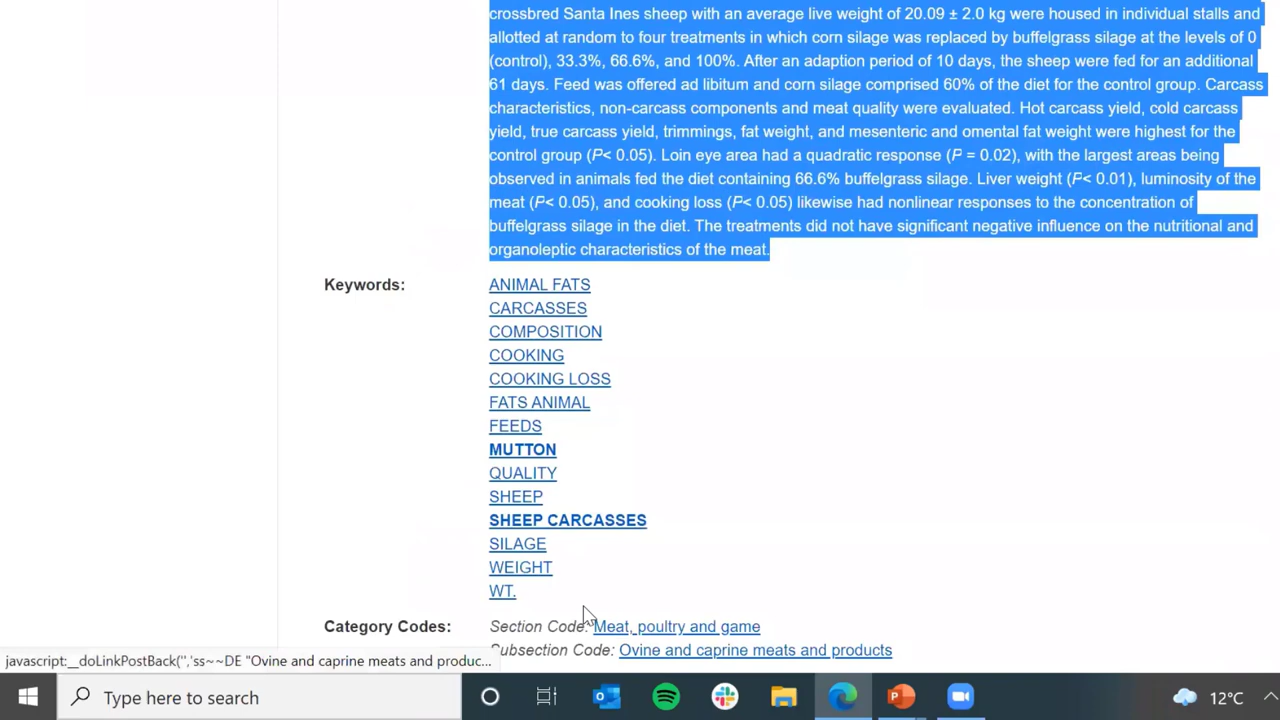 crossbred Santa Ines sheep with an average live weight of 20.09 ± 2.0 kg were housed in individual stalls and
allotted at random to four treatments in which corn silage was replaced by buffelgrass silage at the levels of 0
(control), 33.3%, 66.6%, and 100%. After an adaption period of 10 days, the sheep were fed for an additional
61 days. Feed was offered ad libitum and corn silage comprised 60% of the diet for the control group. Carcass
characteristics, non-carcass components and meat quality were evaluated. Hot carcass yield, cold carcass
yield, true carcass yield, trimmings, fat weight, and mesenteric and omental fat weight were highest for the
control group (P< 0.05). Loin eye area had a quadratic response (P = 0.02), with the largest areas being
observed in animals fed the diet containing 66.6% buffelgrass silage. Liver weight (P< 0.01), luminosity of the
meat (P< 0.05), and cooking loss (P< 0.05) likewise had nonlinear responses to the concentration of
buffelgrass silage in the diet. The treatments did not have significant negative influence on the nutritional and
organoleptic characteristics of the meat.
Keywords: ANIMAL FATS
CARCASSES
COMPOSITION
COOKING
COOKING LOSS
FATS ANIMAL
FEEDS
MUTTON
QUALITY
SHEEP
SHEEP CARCASSES
SILAGE
WEIGHT
WT.
Category Codes: Section Code: Meat, poultry and game
Subsection Code: Ovine and caprine meats and products
javascript:__doLinkPostBack('','ss~~DE "Ovine and caprine meats and produc...
Type here to search 12°C